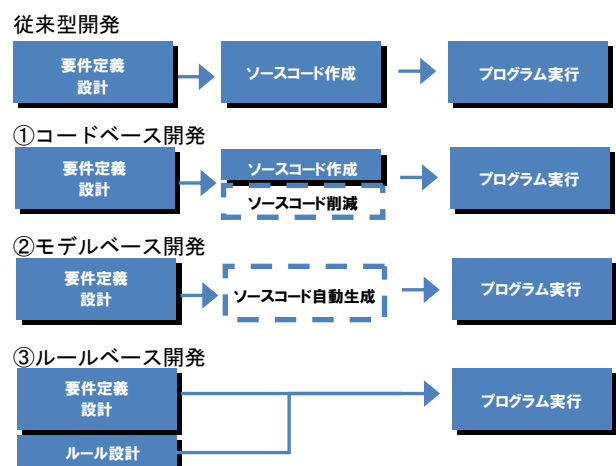 従来型開発
要件定義
設計
ソースコード作成
プログラム実行
①コードベース開発
要件定義
設計
ソースコード作成
ソースコード削減
プログラム実行
②モデルベース開発
要件定義
設計
ソースコード自動生成
プログラム実行
③ルールベース開発
要件定義
設計
プログラム実行
ルール設計